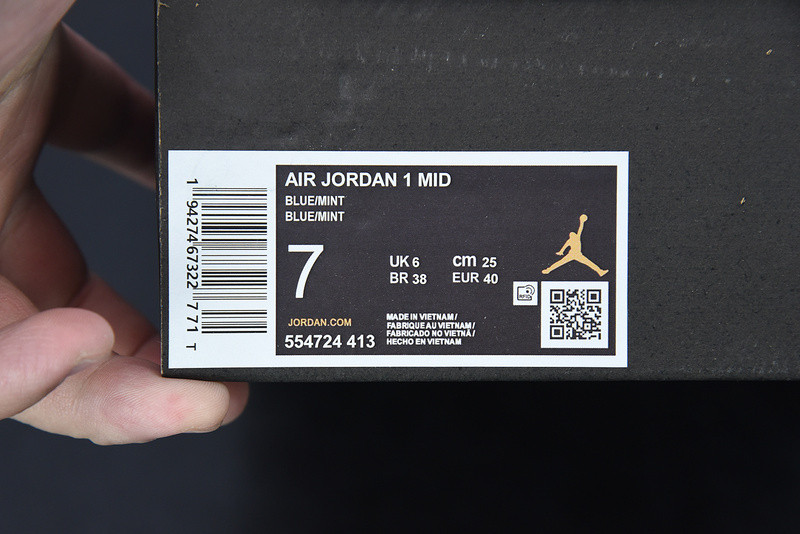 AIR JORDAN 1 MID
BLUE/MINT
BLUE/MINT
7
UK 6 cm 25
BR 38 EUR 40
JORDAN.COM
554724 413
MADE IN VIETNAM /
FABRIQUE AU VIETNAM /
FABRICADO NO VIETNÃ /
HECHO EN VIETNAM
1 94274 67322 7 71 T